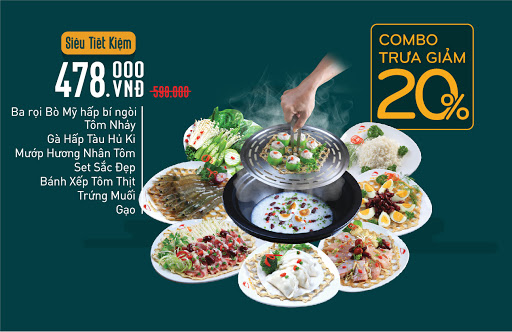 Siêu Tiết Kiệm
478.000
VNĐ
598.000
Ba rọi Bò Mỹ hấp bí ngòi
Tôm Nhảy
Gà Hấp Tàu Hủ Ki
Mướp Hương Nhân Tôm
Set Sắc Đẹp
Bánh Xếp Tôm Thịt
Trứng Muối
Gạo
COMBO
TRƯA GIẢM
20%